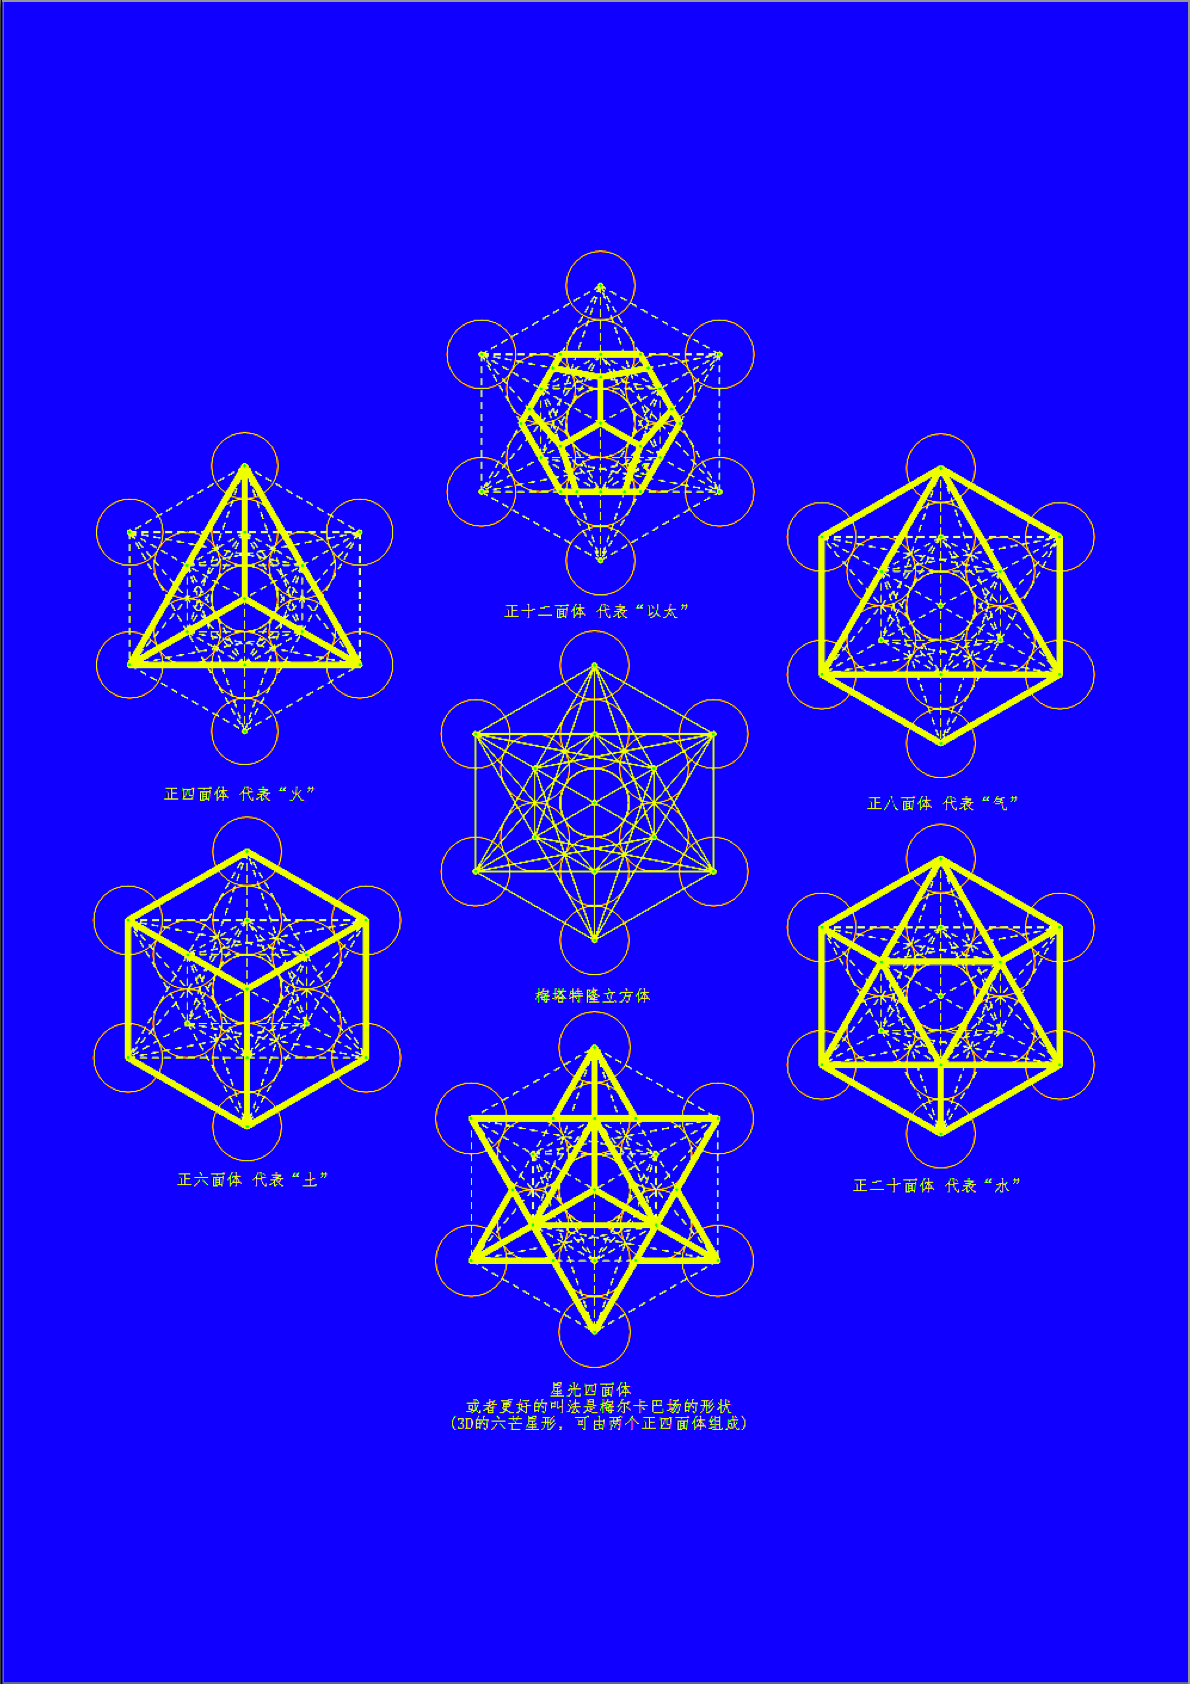 正十二面体 代表“以太”
正四面体 代表“火”
正八面体 代表“气”
梅塔特隆立方体
正六面体 代表“土”
正二十面体 代表“水”
星光四面体
或者更好的叫法是梅尔卡巴场的形状
(3D的六芒星形，可由两个正四面体组成)